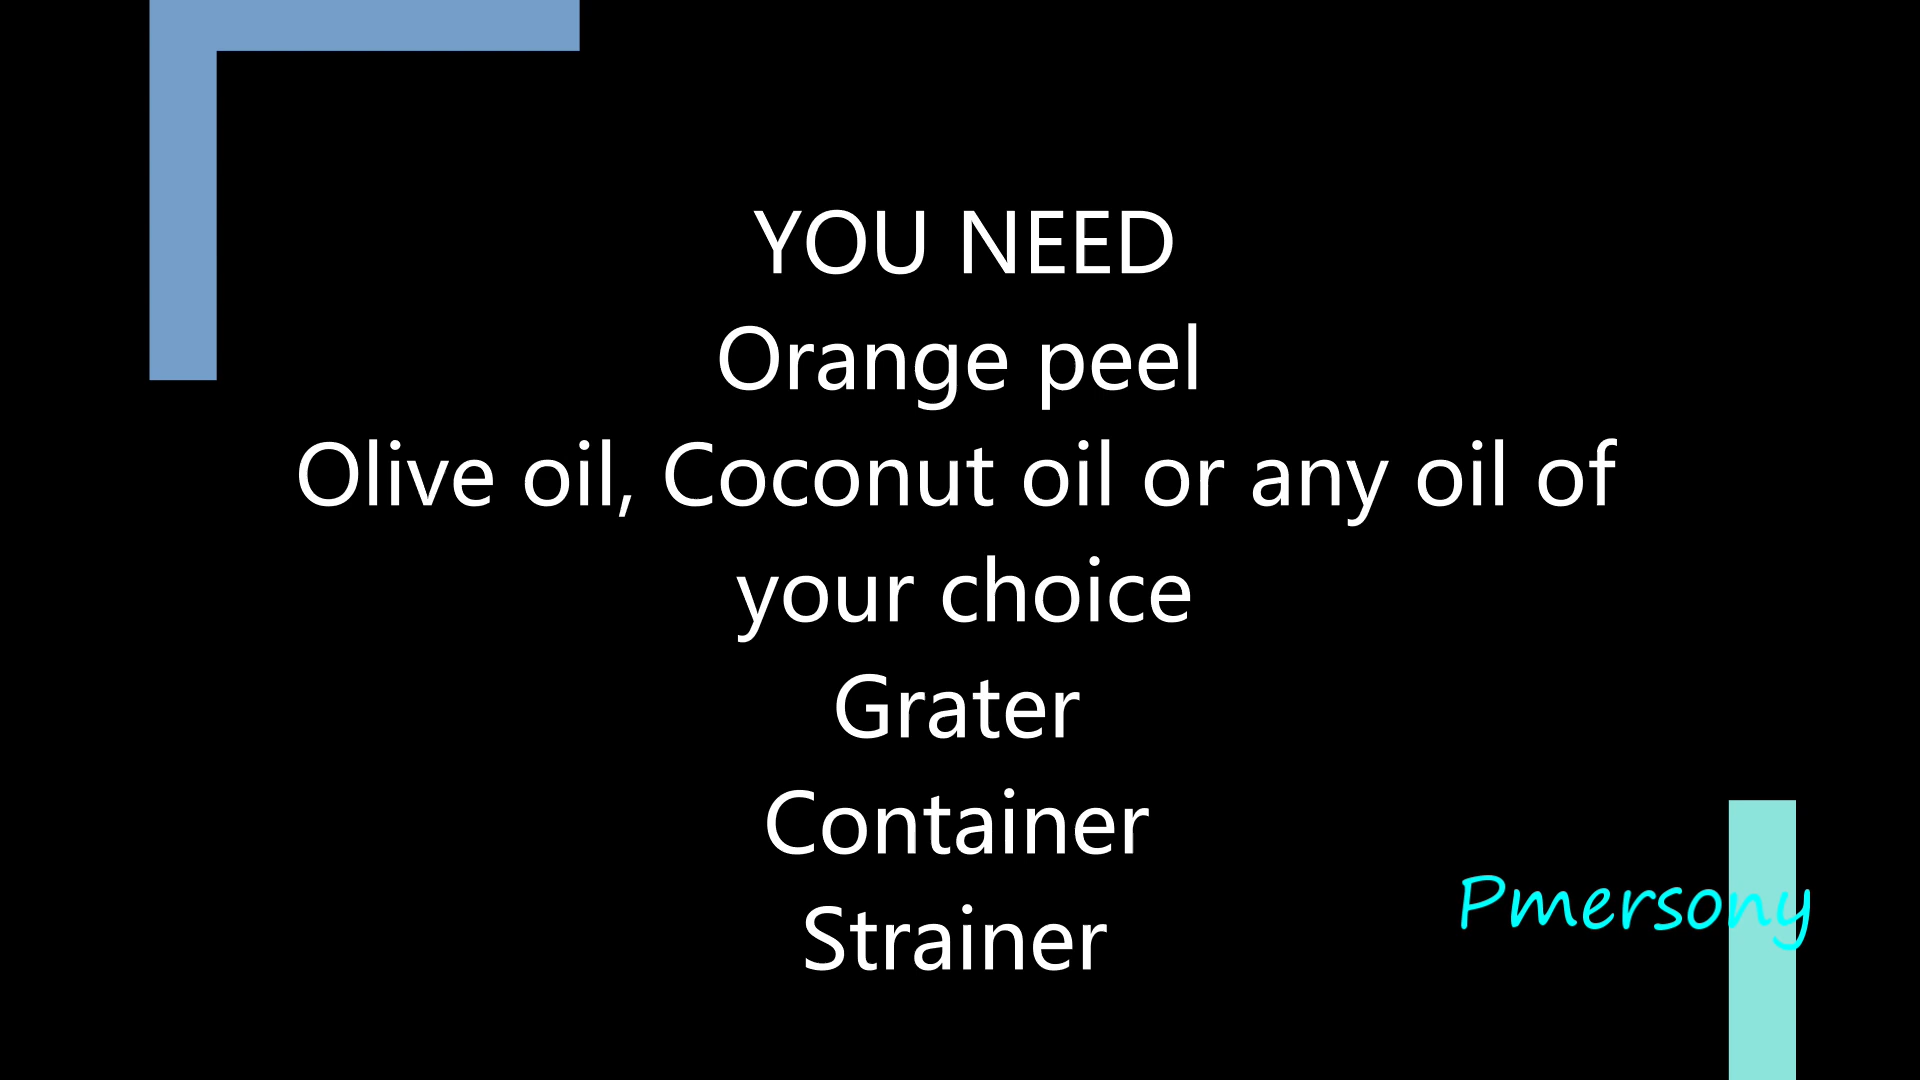 YOU NEED
Orange peel
Olive oil, Coconut oil or any oil of
your choice
Grater
Container
Strainer
Pmersony